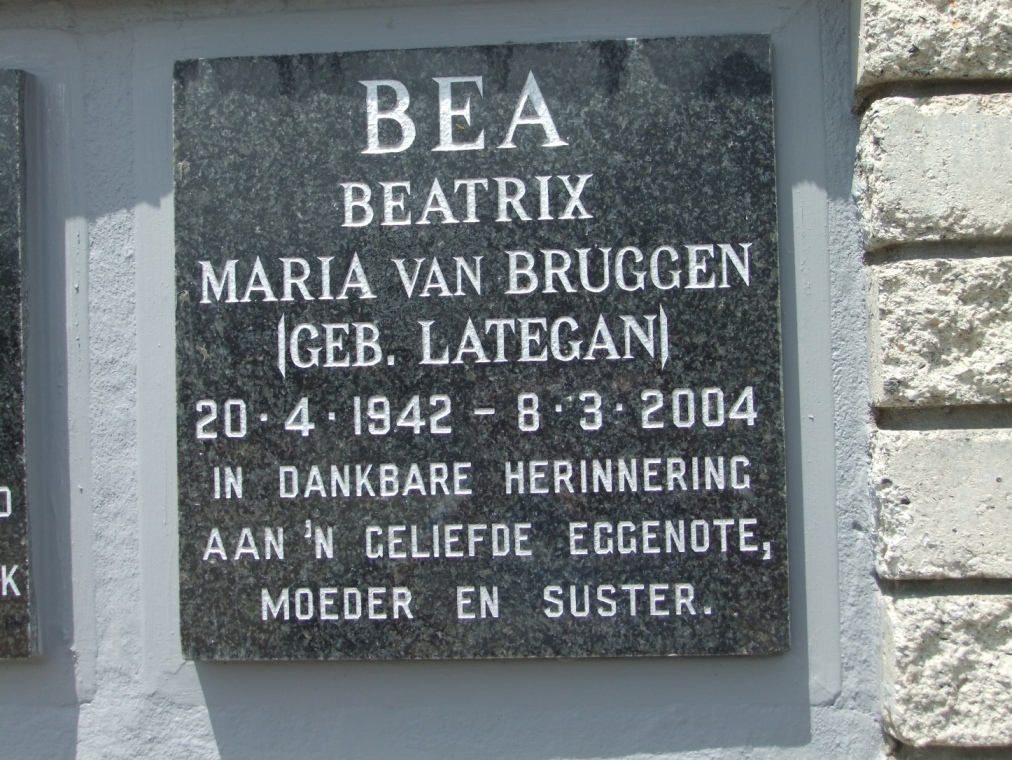 BEA
BEATRIX
MARIA VAN BRUGGEN
(GEB. LATEGAN)
20·4·1942 – 8·3·2004
IN DANKBARE HERINNERING
AAN 'N GELIEFDE EGGENOTE,
MOEDER EN SUSTER.